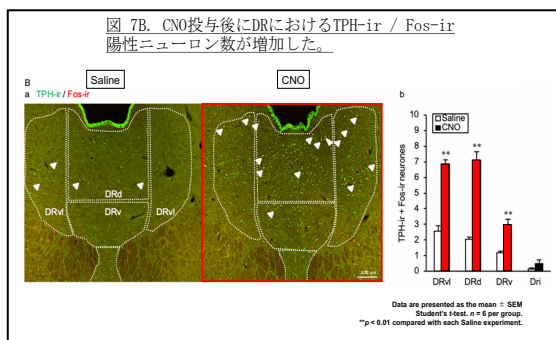 図 7B. CNO投与後にDRにおけるTPH-ir / Fos-ir
陽性ニューロン数が増加した。
B
Saline
CNO
a TPH-ir / Fos-ir
b
DRd
DRvl
DRv
DRvl
TPH-ir + Fos-ir neurones
10
9
8
7
6
5
4
3
2
1
0
Saline
CNO
**
**
**
DRvl
DRd
DRv
Dri
Data are presented as the mean ± SEM
Student's t-test. n = 6 per group.
**p < 0.01 compared with each Saline experiment.